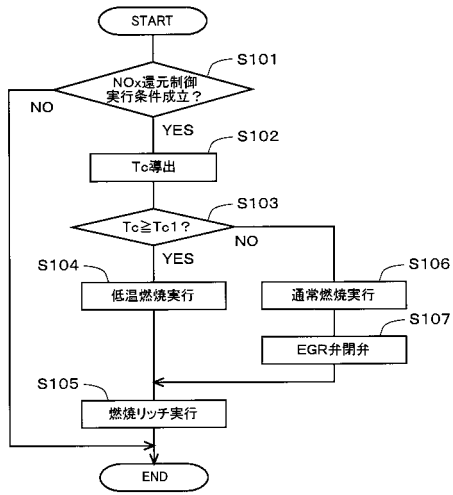 START
S101
NOx還元制御
実行条件成立？
NO
YES
S102
Tc導出
S103
Tc≧Tc1？
NO
YES
S104
低温燃焼実行
S106
通常燃焼実行
S107
EGR弁閉弁
S105
燃焼リッチ実行
END